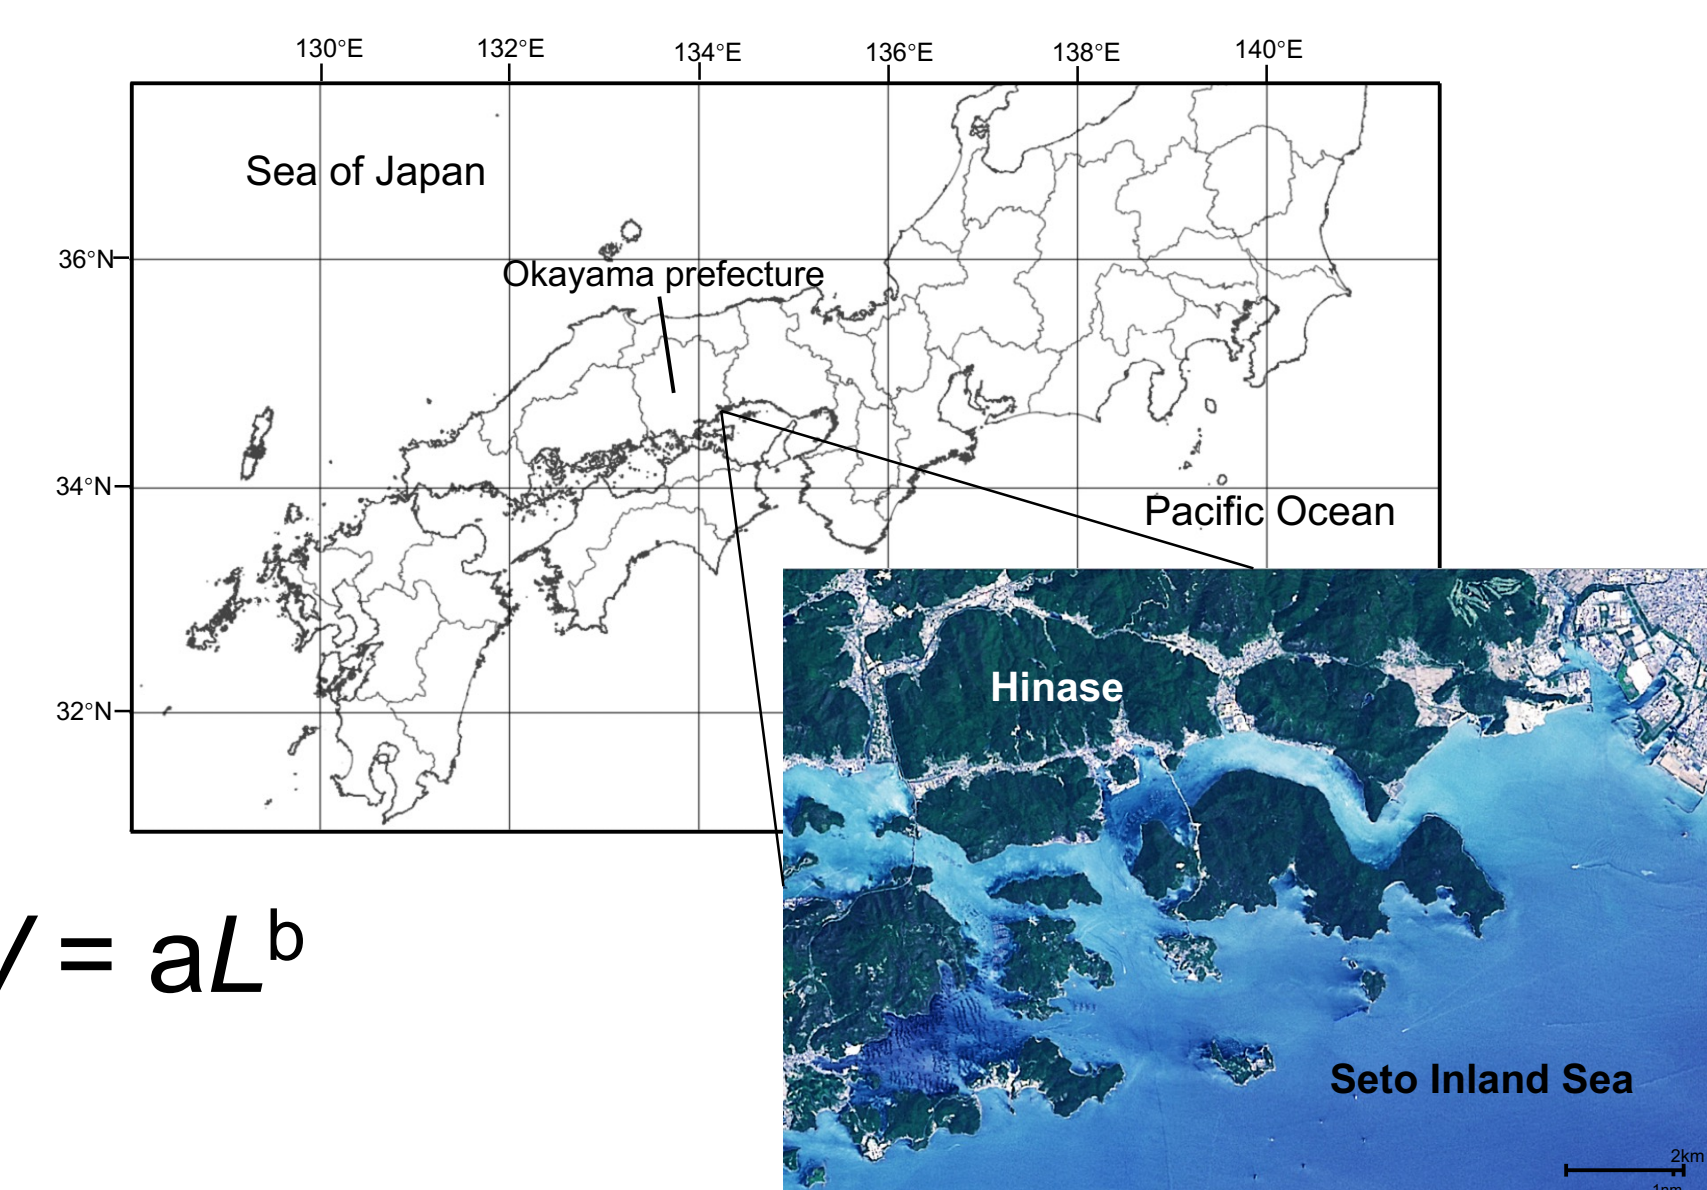 130°E 132°E 134°E 136°E 138°E 140°E
Sea of Japan
36°N
Okayama prefecture
34°N
Pacific Ocean
32°N
Hinase
= aLᵇ
Seto Inland Sea
2km